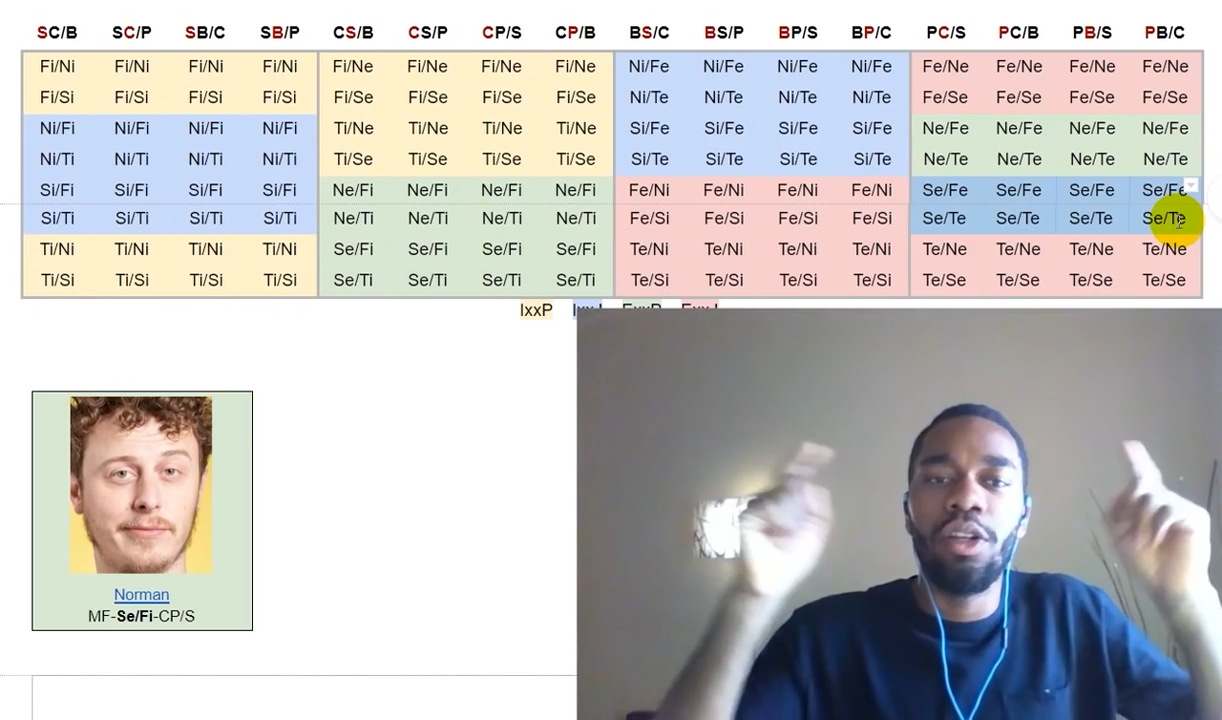 SC/B SC/P SB/C SB/P CS/B CS/P CP/S CP/B BS/C BS/P BP/S BP/C PC/S PC/B PB/S PB/C
Fi/Ni Fi/Ni Fi/Ni Fi/Ni Fi/Ne Fi/Ne Fi/Ne Fi/Ne Ni/Fe Ni/Fe Ni/Fe Ni/Fe Fe/Ne Fe/Ne Fe/Ne Fe/Ne
Fi/Si Fi/Si Fi/Si Fi/Si Fi/Se Fi/Se Fi/Se Fi/Se Ni/Te Ni/Te Ni/Te Ni/Te Fe/Se Fe/Se Fe/Se Fe/Se
Ni/Fi Ni/Fi Ni/Fi Ni/Fi Ti/Ne Ti/Ne Ti/Ne Ti/Ne Si/Fe Si/Fe Si/Fe Si/Fe Ne/Fe Ne/Fe Ne/Fe Ne/Fe
Ni/Ti Ni/Ti Ni/Ti Ni/Ti Ti/Se Ti/Se Ti/Se Ti/Se Si/Te Si/Te Si/Te Si/Te Ne/Te Ne/Te Ne/Te Ne/Te
Si/Fi Si/Fi Si/Fi Si/Fi Ne/Fi Ne/Fi Ne/Fi Ne/Fi Fe/Ni Fe/Ni Fe/Ni Fe/Ni Se/Fe Se/Fe Se/Fe Se/Fe
Si/Ti Si/Ti Si/Ti Si/Ti Ne/Ti Ne/Ti Ne/Ti Ne/Ti Fe/Si Fe/Si Fe/Si Fe/Si Se/Te Se/Te Se/Te Se/Te
Ti/Ni Ti/Ni Ti/Ni Ti/Ni Se/Fi Se/Fi Se/Fi Se/Fi Te/Ni Te/Ni Te/Ni Te/Ni Te/Ne Te/Ne Te/Ne Te/Ne
Ti/Si Ti/Si Ti/Si Ti/Si Se/Ti Se/Ti Se/Ti Se/Ti Te/Si Te/Si Te/Si Te/Si Te/Se Te/Se Te/Se Te/Se
IxxP
Norman
MF-Se/Fi-CP/S